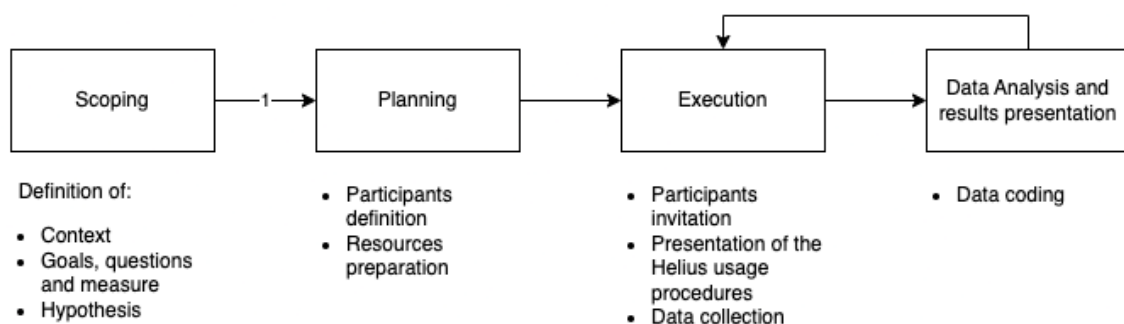 Scoping
1
Planning
Execution
Data Analysis and
results presentation
Definition of:
• Context
• Goals, questions
and measure
• Hypothesis
• Participants
definition
• Resources
preparation
• Participants
invitation
• Presentation of the
Helius usage
procedures
• Data collection
• Data coding